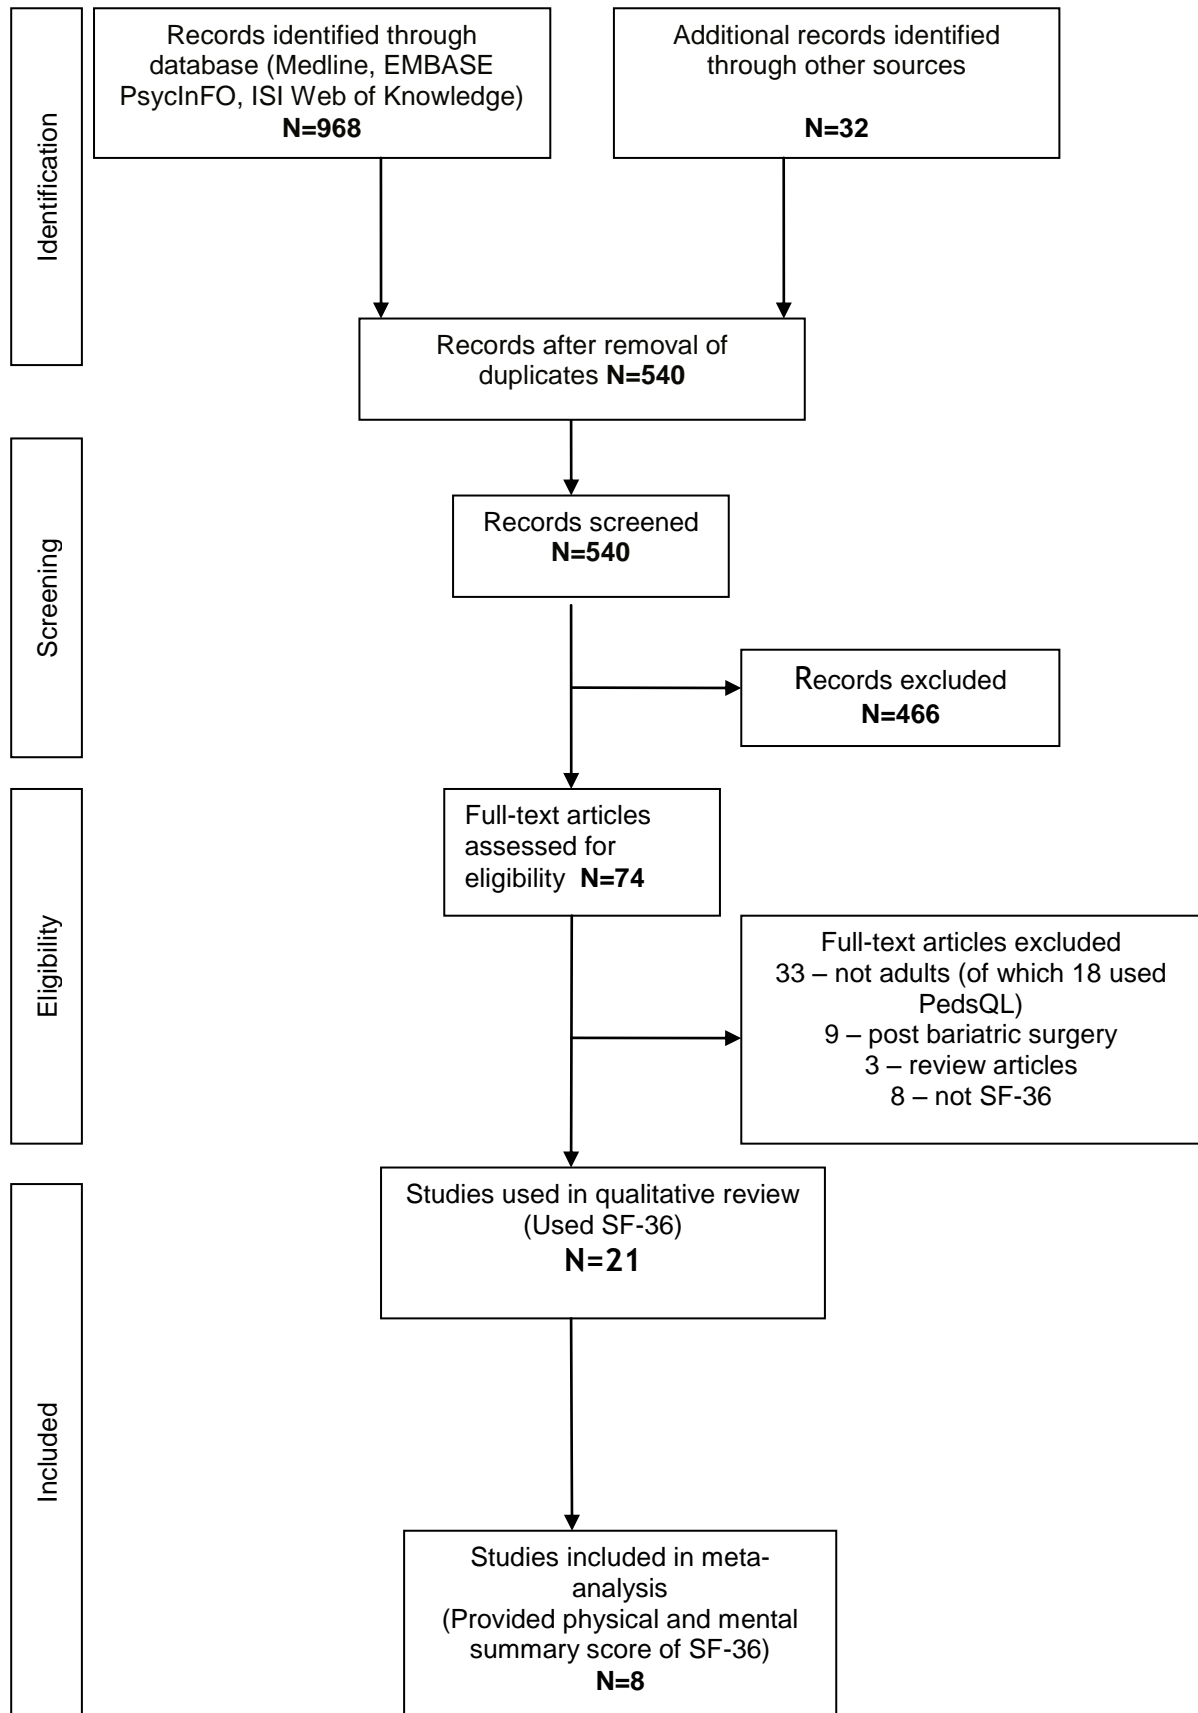 Identification
Records identified through
database (Medline, EMBASE
PsycInFO, ISI Web of Knowledge)
N=968
Additional records identified
through other sources
N=32
Records after removal of
duplicates N=540
Screening
Records screened
N=540
Records excluded
N=466
Eligibility
Full-text articles
assessed for
eligibility N=74
Full-text articles excluded
33 – not adults (of which 18 used
PedsQL)
9 – post bariatric surgery
3 – review articles
8 – not SF-36
Included
Studies used in qualitative review
(Used SF-36)
N=21
Studies included in meta-
analysis
(Provided physical and mental
summary score of SF-36)
N=8